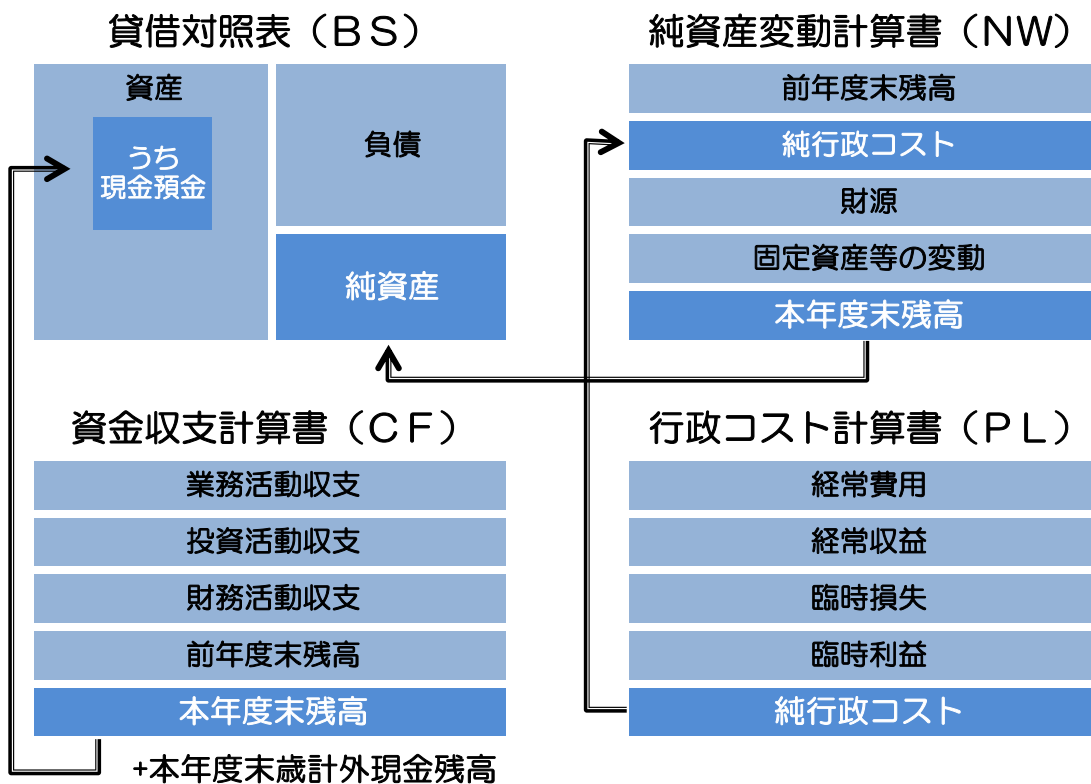 貸借対照表（ＢＳ）
資産
うち
現金預金
負債
純資産
純資産変動計算書（ＮＷ）
前年度末残高
純行政コスト
財源
固定資産等の変動
本年度末残高
資金収支計算書（ＣＦ）
業務活動収支
投資活動収支
財務活動収支
前年度末残高
本年度末残高
+本年度末歳計外現金残高
行政コスト計算書（ＰＬ）
経常費用
経常収益
臨時損失
臨時利益
純行政コスト